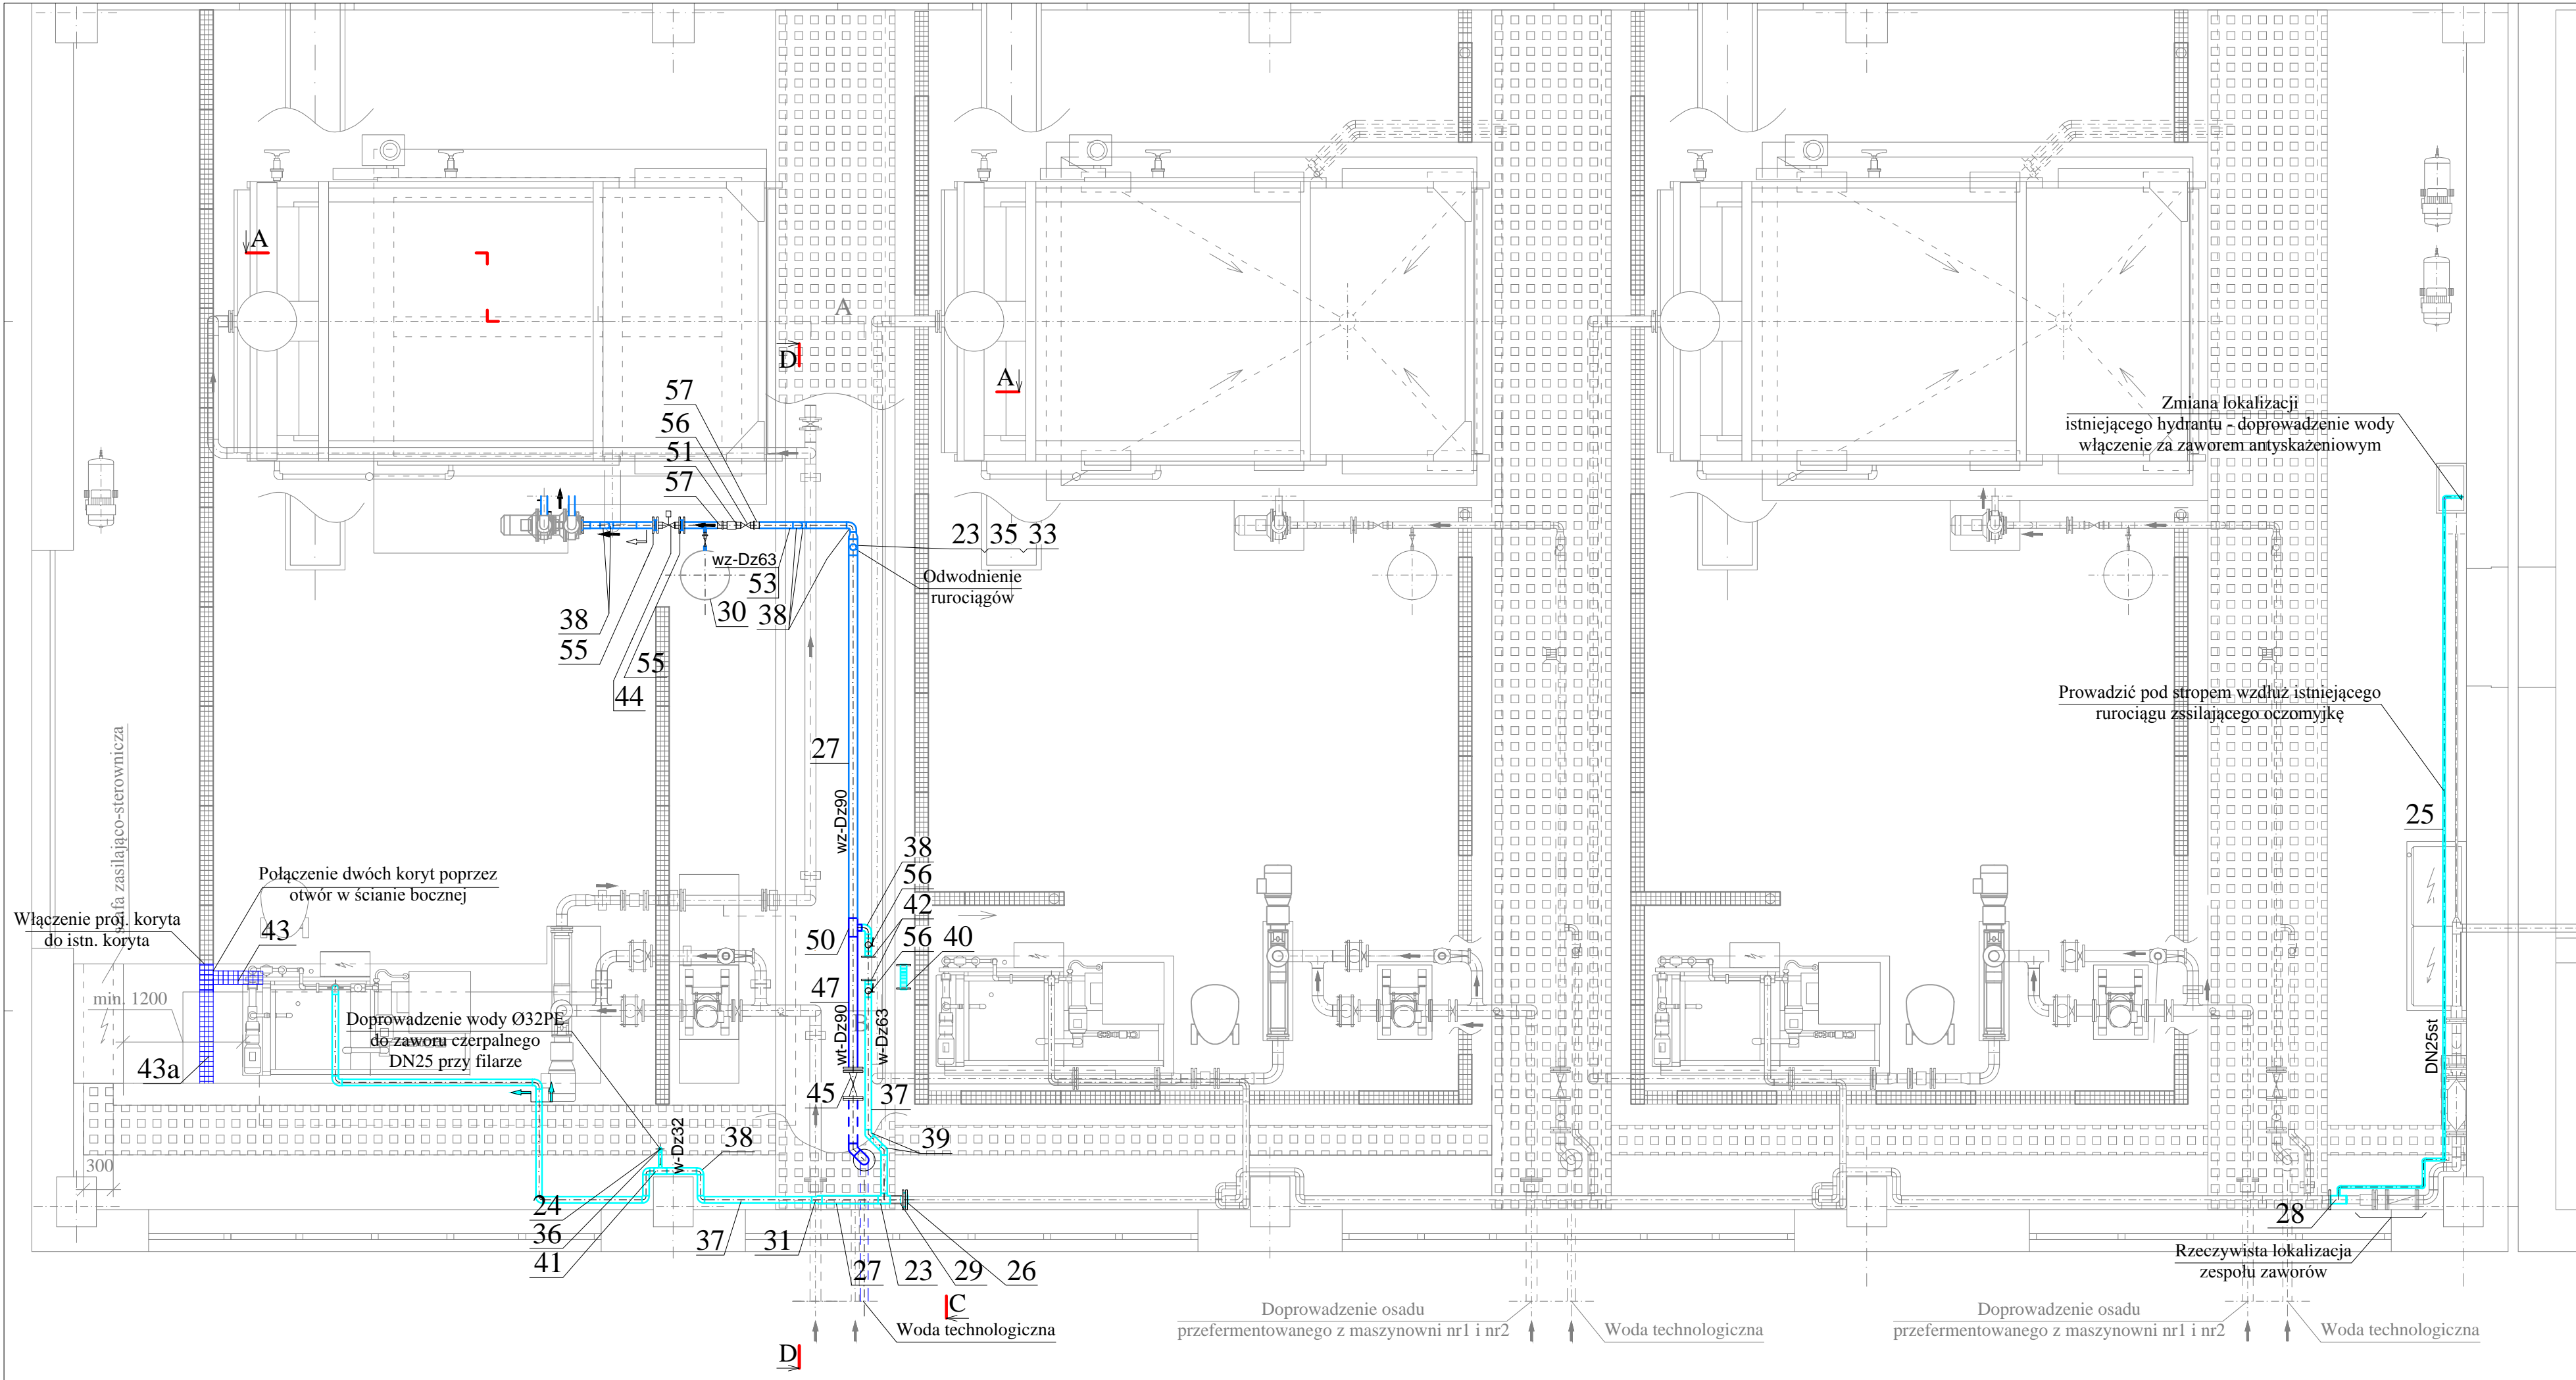 A
A
D
A
57
56
51
57
Zmiana lokalizacji
istniejącego hydrantu - doprowadzenie wody
włączenie za zaworem antyskażeniowym
23 35 33
wz-Dz63
53
Odwodnienie
rurociągów
30
38
38
55
55
44
Prowadzić pod stropem wzdłuż istniejącego
rurociągu zssilającego oczomyjkę
szafa zasilająco-sterownicza
27
wz-Dz90
25
38
56
42
56
40
50
47
Połączenie dwóch koryt poprzez
otwór w ścianie bocznej
Włączenie proj. koryta
do istn. koryta
43
min. 1200
Doprowadzenie wody Ø32PE
do zaworu czerpalnego
DN25 przy filarze
43a
B
wt-Dz90
w-Dz63
DN25st
45
37
39
38
w-Dz32
300
24
36
41
37
31
27
23
29
26
28
Rzeczywista lokalizacja
zespołu zaworów
C
Woda technologiczna
D
Doprowadzenie osadu
przefermentowanego z maszynowni nr1 i nr2
Woda technologiczna
Doprowadzenie osadu
przefermentowanego z maszynowni nr1 i nr2
Woda technologiczna